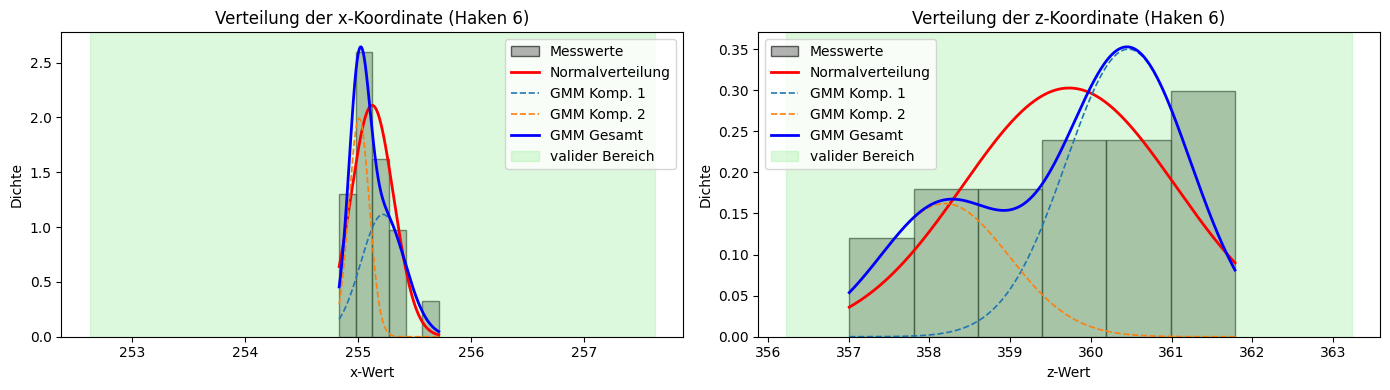 Verteilung der x-Koordinate (Haken 6)
Dichte
2.5
2.0
1.5
1.0
0.5
0.0
Messwerte
Normalverteilung
GMM Komp. 1
GMM Komp. 2
GMM Gesamt
valider Bereich
253
254
255
256
257
x-Wert
Verteilung der z-Koordinate (Haken 6)
Dichte
0.35
0.30
0.25
0.20
0.15
0.10
0.05
0.00
Messwerte
Normalverteilung
GMM Komp. 1
GMM Komp. 2
GMM Gesamt
valider Bereich
356
357
358
359
360
361
362
363
z-Wert